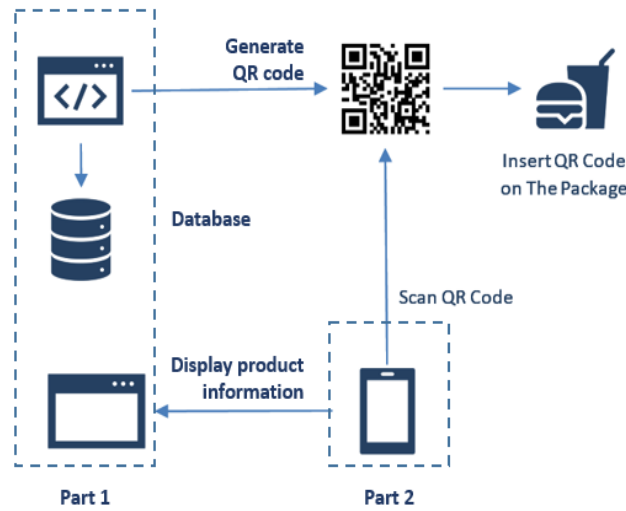 Generate
QR code
</>
Insert QR Code
on The Package
Database
Scan QR Code
Display product
information
Part 1
Part 2